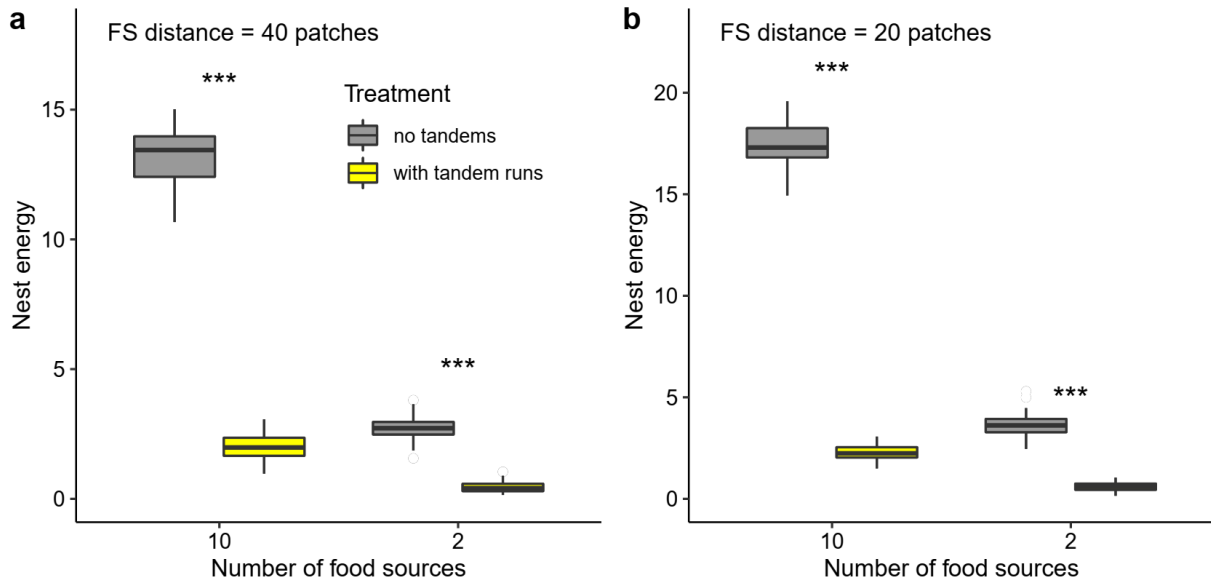 a
FS distance = 40 patches
***
Treatment
no tandems
with tandem runs
***
Nest energy
15
10
5
0
10
2
Number of food sources
b
FS distance = 20 patches
***
***
Nest energy
20
15
10
5
0
10
2
Number of food sources